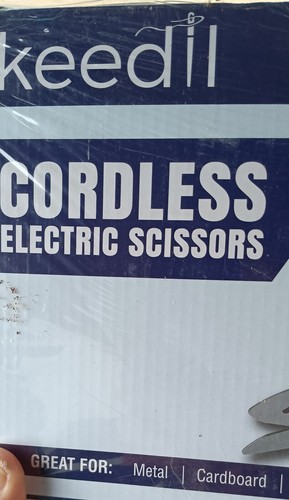 keedil
CORDLESS
ELECTRIC SCISSORS
GREAT FOR: Metal | Cardboard |